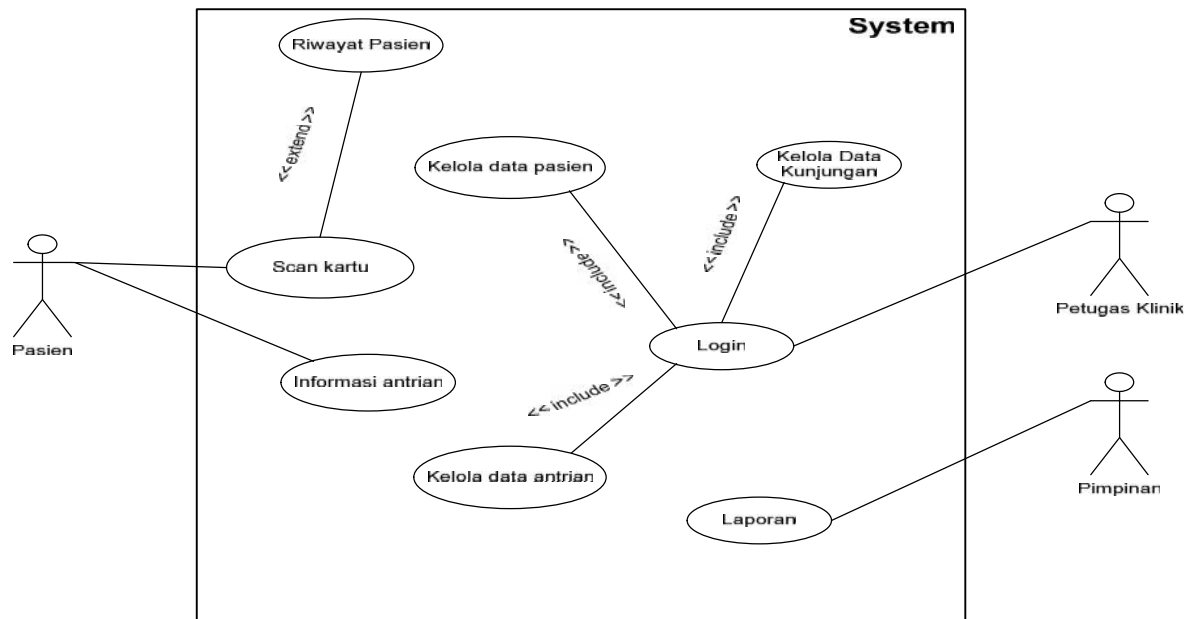 System
Riwayat Pasien
<<extend>>
Kelola data pasien
Kelola Data
Kunjungan
<<include>>
<<include>>
Scan kartu
Pasien
Petugas Klinik
Login
Informasi antrian
<<include>>
Kelola data antrian
Laporan
Pimpinan